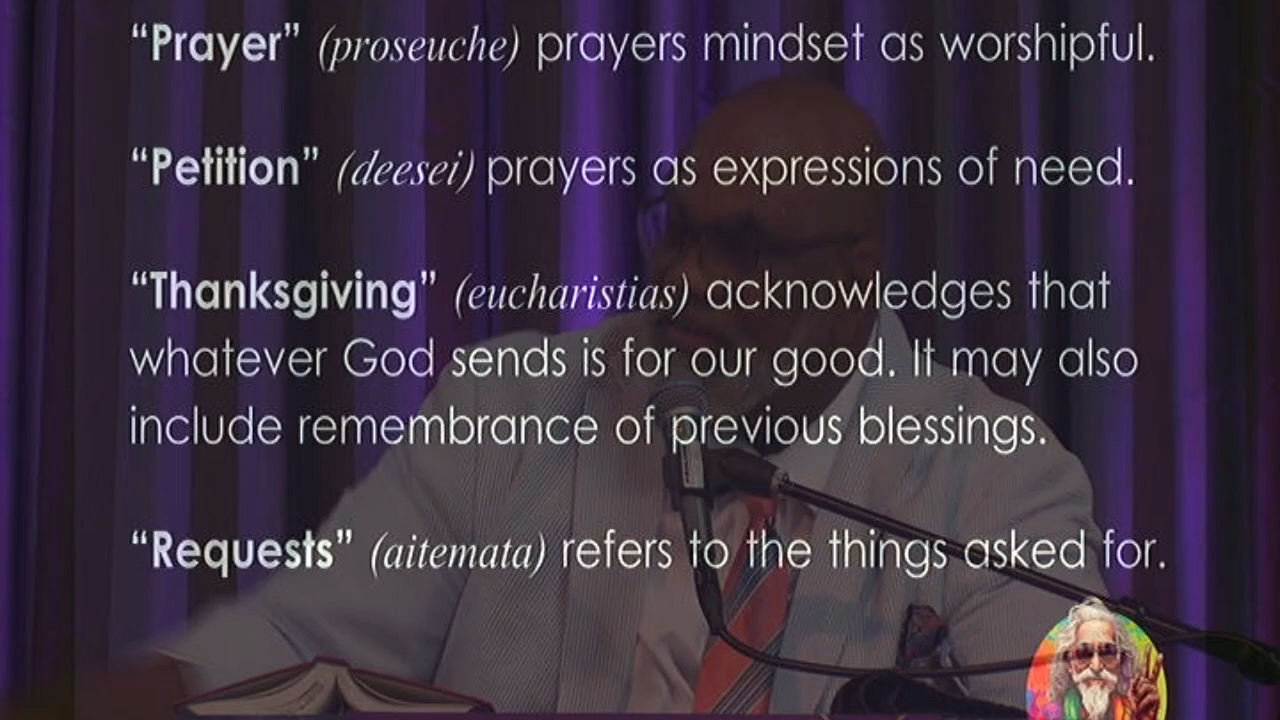 “Prayer” (proseuche) prayers mindset as worshipful.
“Petition” (deesei) prayers as expressions of need.
“Thanksgiving” (eucharistias) acknowledges that
whatever God sends is for our good. It may also
include remembrance of previous blessings.
“Requests” (aitemata) refers to the things asked for.